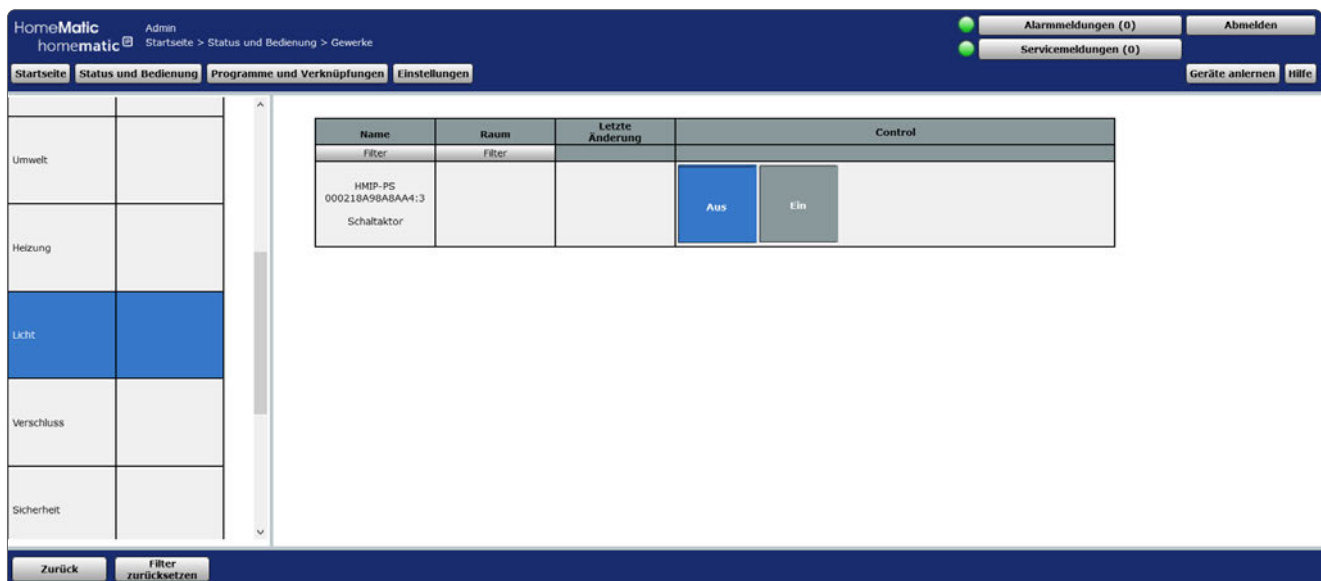 HomeMatic
homematic IP
Admin
Startseite > Status und Bedienung > Gewerke
Alarmmeldungen (0)
Abmelden
Servicemeldungen (0)
Startseite
Status und Bedienung
Programme und Verknüpfungen
Einstellungen
Geräte anlernen
Hilfe
Umwelt
Heizung
Licht
Verschluss
Sicherheit
Name
Raum
Letzte
Änderung
Control
Filter
Filter
HMIP-PS
000218A98A8AA4:3
Schaltaktor
Aus
Ein
Zurück
Filter
zurücksetzen